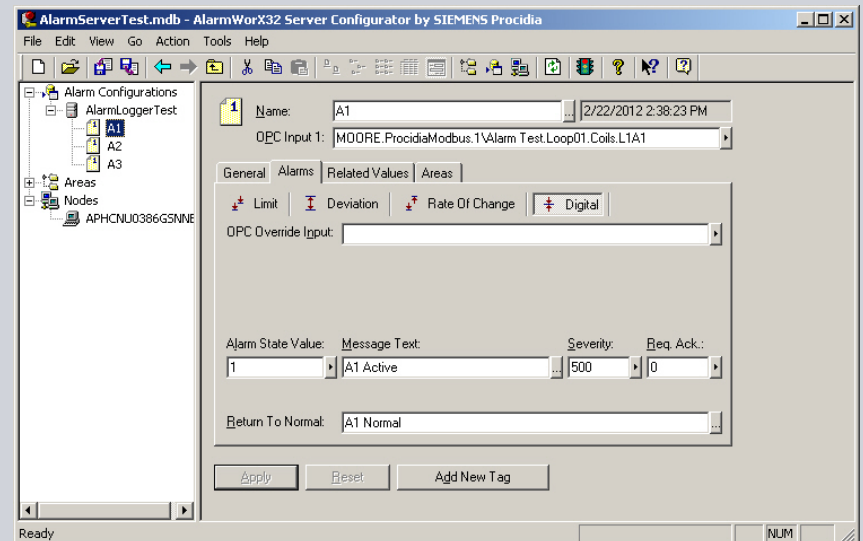 AlarmServerTest.mdb - AlarmWorX32 Server Configurator by SIEMENS Procidia
File Edit View Go Action Tools Help
Alarm Configurations
AlarmLoggerTest
A1
A2
A3
Areas
Nodes
APHCNU0386G5NNE
Name: A1 ... 2/22/2012 2:38:23 PM
OPC Input 1: MOORE.ProcidiaModbus.1\Alarm Test.Loop01.Coils.L1A1
General Alarms Related Values Areas
Limit Deviation Rate Of Change Digital
OPC Override Input:
Alarm State Value: Message Text: Severity: Req. Ack.:
1 A1 Active ... 500 0
Return To Normal: A1 Normal ...
Apply Reset Add New Tag
Ready NUM